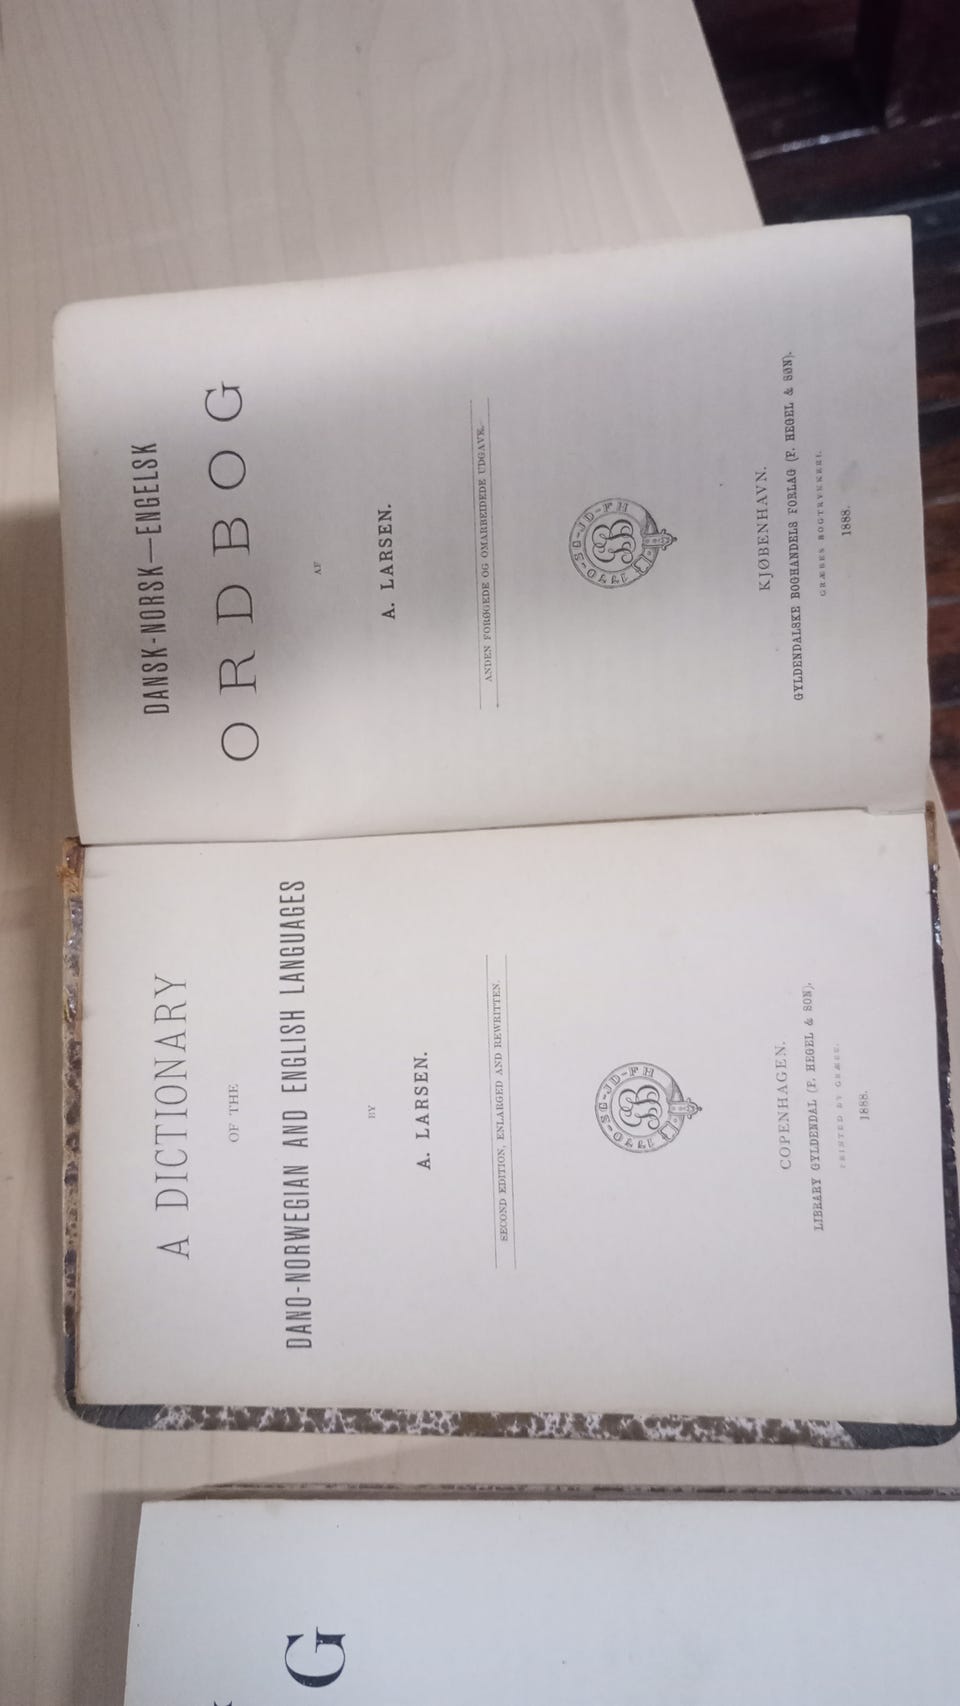 A DICTIONARY
OF THE
DANO-NORWEGIAN AND ENGLISH LANGUAGES
BY
A. LARSEN.
SECOND EDITION, ENLARGED AND REWRITTEN.
COPENHAGEN.
LIBRARY GYLDENDAL (F. HEGEL & SON).
PRINTED BY GRÆBE.
1888.
DANSK-NORSK—ENGELSK
ORDBOG
AF
A. LARSEN.
ANDEN FORØGEDE OG OMARBEIDEDE UDGAVE.
KJØBENHAVN.
GYLDENDALSKE BOGHANDELS FORLAG (F. HEGEL & SØN).
GRÆBES BOGTRYKKERI.
1888.
G